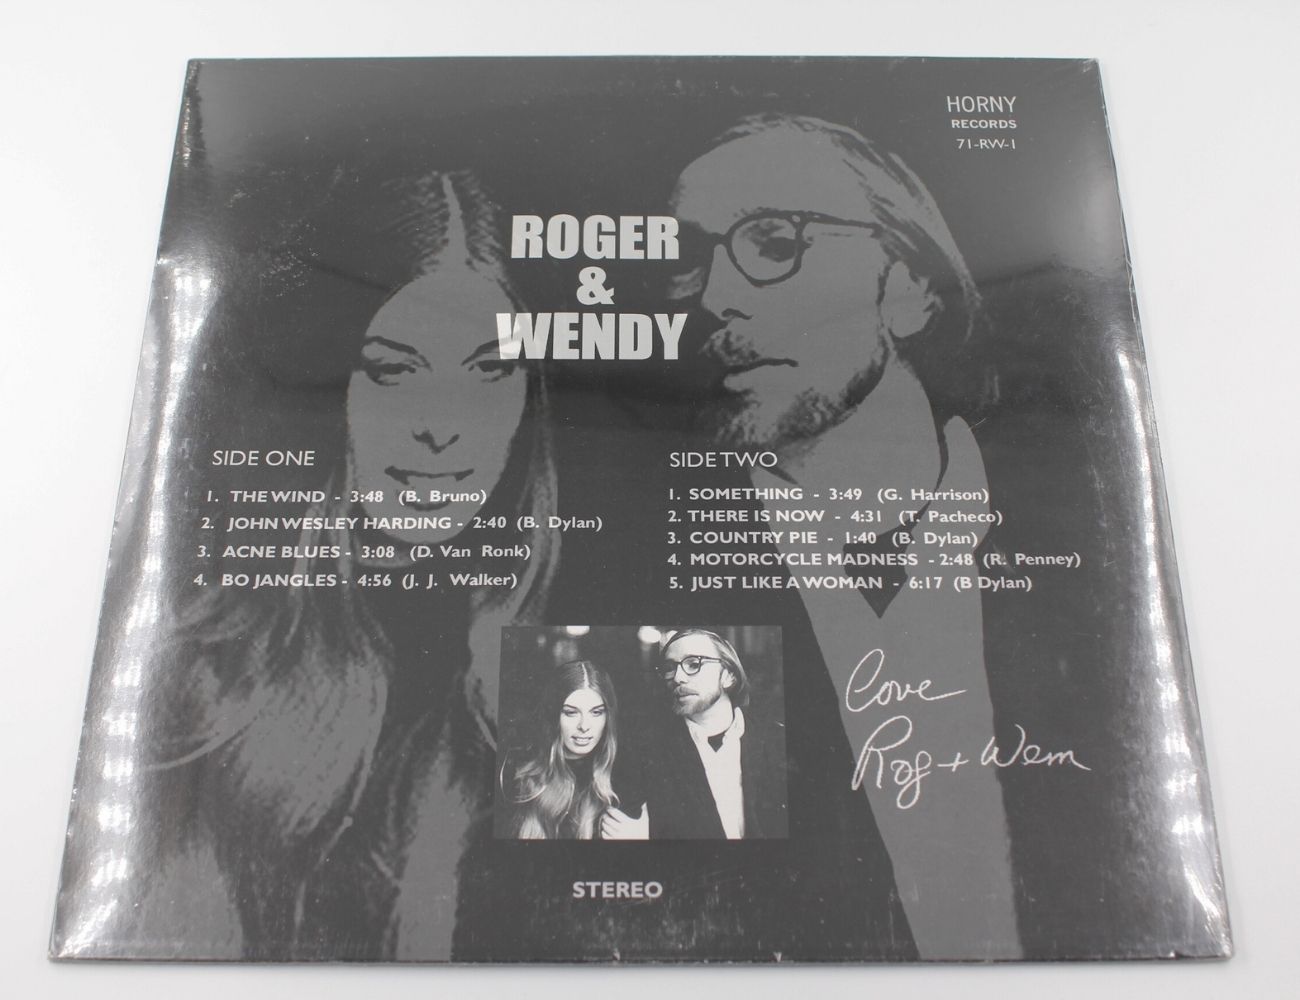 HORNY
RECORDS
71-RW-1
ROGER
&
WENDY
SIDE ONE
1. THE WIND - 3:48 (B. Bruno)
2. JOHN WESLEY HARDING - 2:40 (B. Dylan)
3. ACNE BLUES - 3:08 (D. Van Ronk)
4. BO JANGLES - 4:56 (J. J. Walker)
SIDE TWO
1. SOMETHING - 3:49 (G. Harrison)
2. THERE IS NOW - 4:31 (T. Pacheco)
3. COUNTRY PIE - 1:40 (B. Dylan)
4. MOTORCYCLE MADNESS - 2:48 (R. Penney)
5. JUST LIKE A WOMAN - 6:17 (B Dylan)
Love
Rog + Wem
STEREO